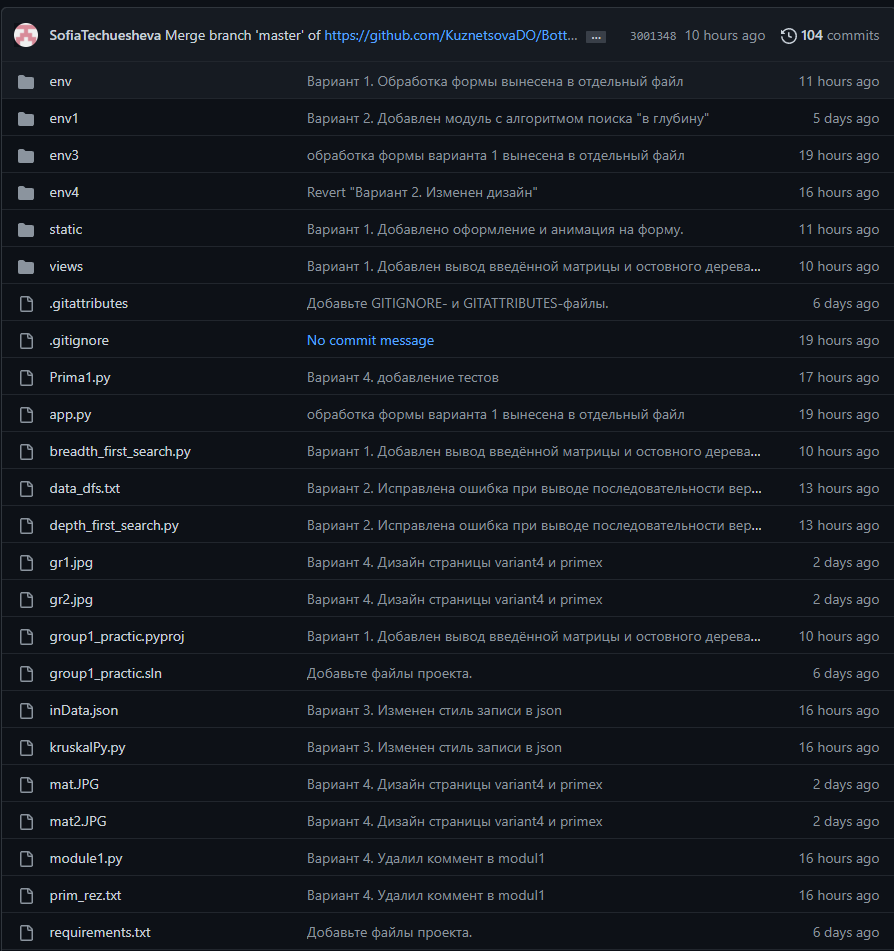 SofiaTechuesheva Merge branch 'master' of https://github.com/KuznetsovaDO/Bott... ... 3001348 10 hours ago 104 commits
env Вариант 1. Обработка формы вынесена в отдельный файл 11 hours ago
env1 Вариант 2. Добавлен модуль с алгоритмом поиска "в глубину" 5 days ago
env3 обработка формы варианта 1 вынесена в отдельный файл 19 hours ago
env4 Revert "Вариант 2. Изменен дизайн" 16 hours ago
static Вариант 1. Добавлено оформление и анимация на форму. 11 hours ago
views Вариант 1. Добавлен вывод введённой матрицы и остовного дерева... 10 hours ago
.gitattributes Добавьте GITIGNORE- и GITATTRIBUTES-файлы. 6 days ago
.gitignore No commit message 19 hours ago
Prima1.py Вариант 4. добавление тестов 17 hours ago
app.py обработка формы варианта 1 вынесена в отдельный файл 19 hours ago
breadth_first_search.py Вариант 1. Добавлен вывод введённой матрицы и остовного дерева... 10 hours ago
data_dfs.txt Вариант 2. Исправлена ошибка при выводе последовательности вер... 13 hours ago
depth_first_search.py Вариант 2. Исправлена ошибка при выводе последовательности вер... 13 hours ago
gr1.jpg Вариант 4. Дизайн страницы variant4 и primex 2 days ago
gr2.jpg Вариант 4. Дизайн страницы variant4 и primex 2 days ago
group1_practic.pyproj Вариант 1. Добавлен вывод введённой матрицы и остовного дерева... 10 hours ago
group1_practic.sln Добавьте файлы проекта. 6 days ago
inData.json Вариант 3. Изменен стиль записи в json 16 hours ago
kruskalPy.py Вариант 3. Изменен стиль записи в json 16 hours ago
mat.JPG Вариант 4. Дизайн страницы variant4 и primex 2 days ago
mat2.JPG Вариант 4. Дизайн страницы variant4 и primex 2 days ago
module1.py Вариант 4. Удалил коммент в modul1 16 hours ago
prim_rez.txt Вариант 4. Удалил коммент в modul1 16 hours ago
requirements.txt Добавьте файлы проекта. 6 days ago